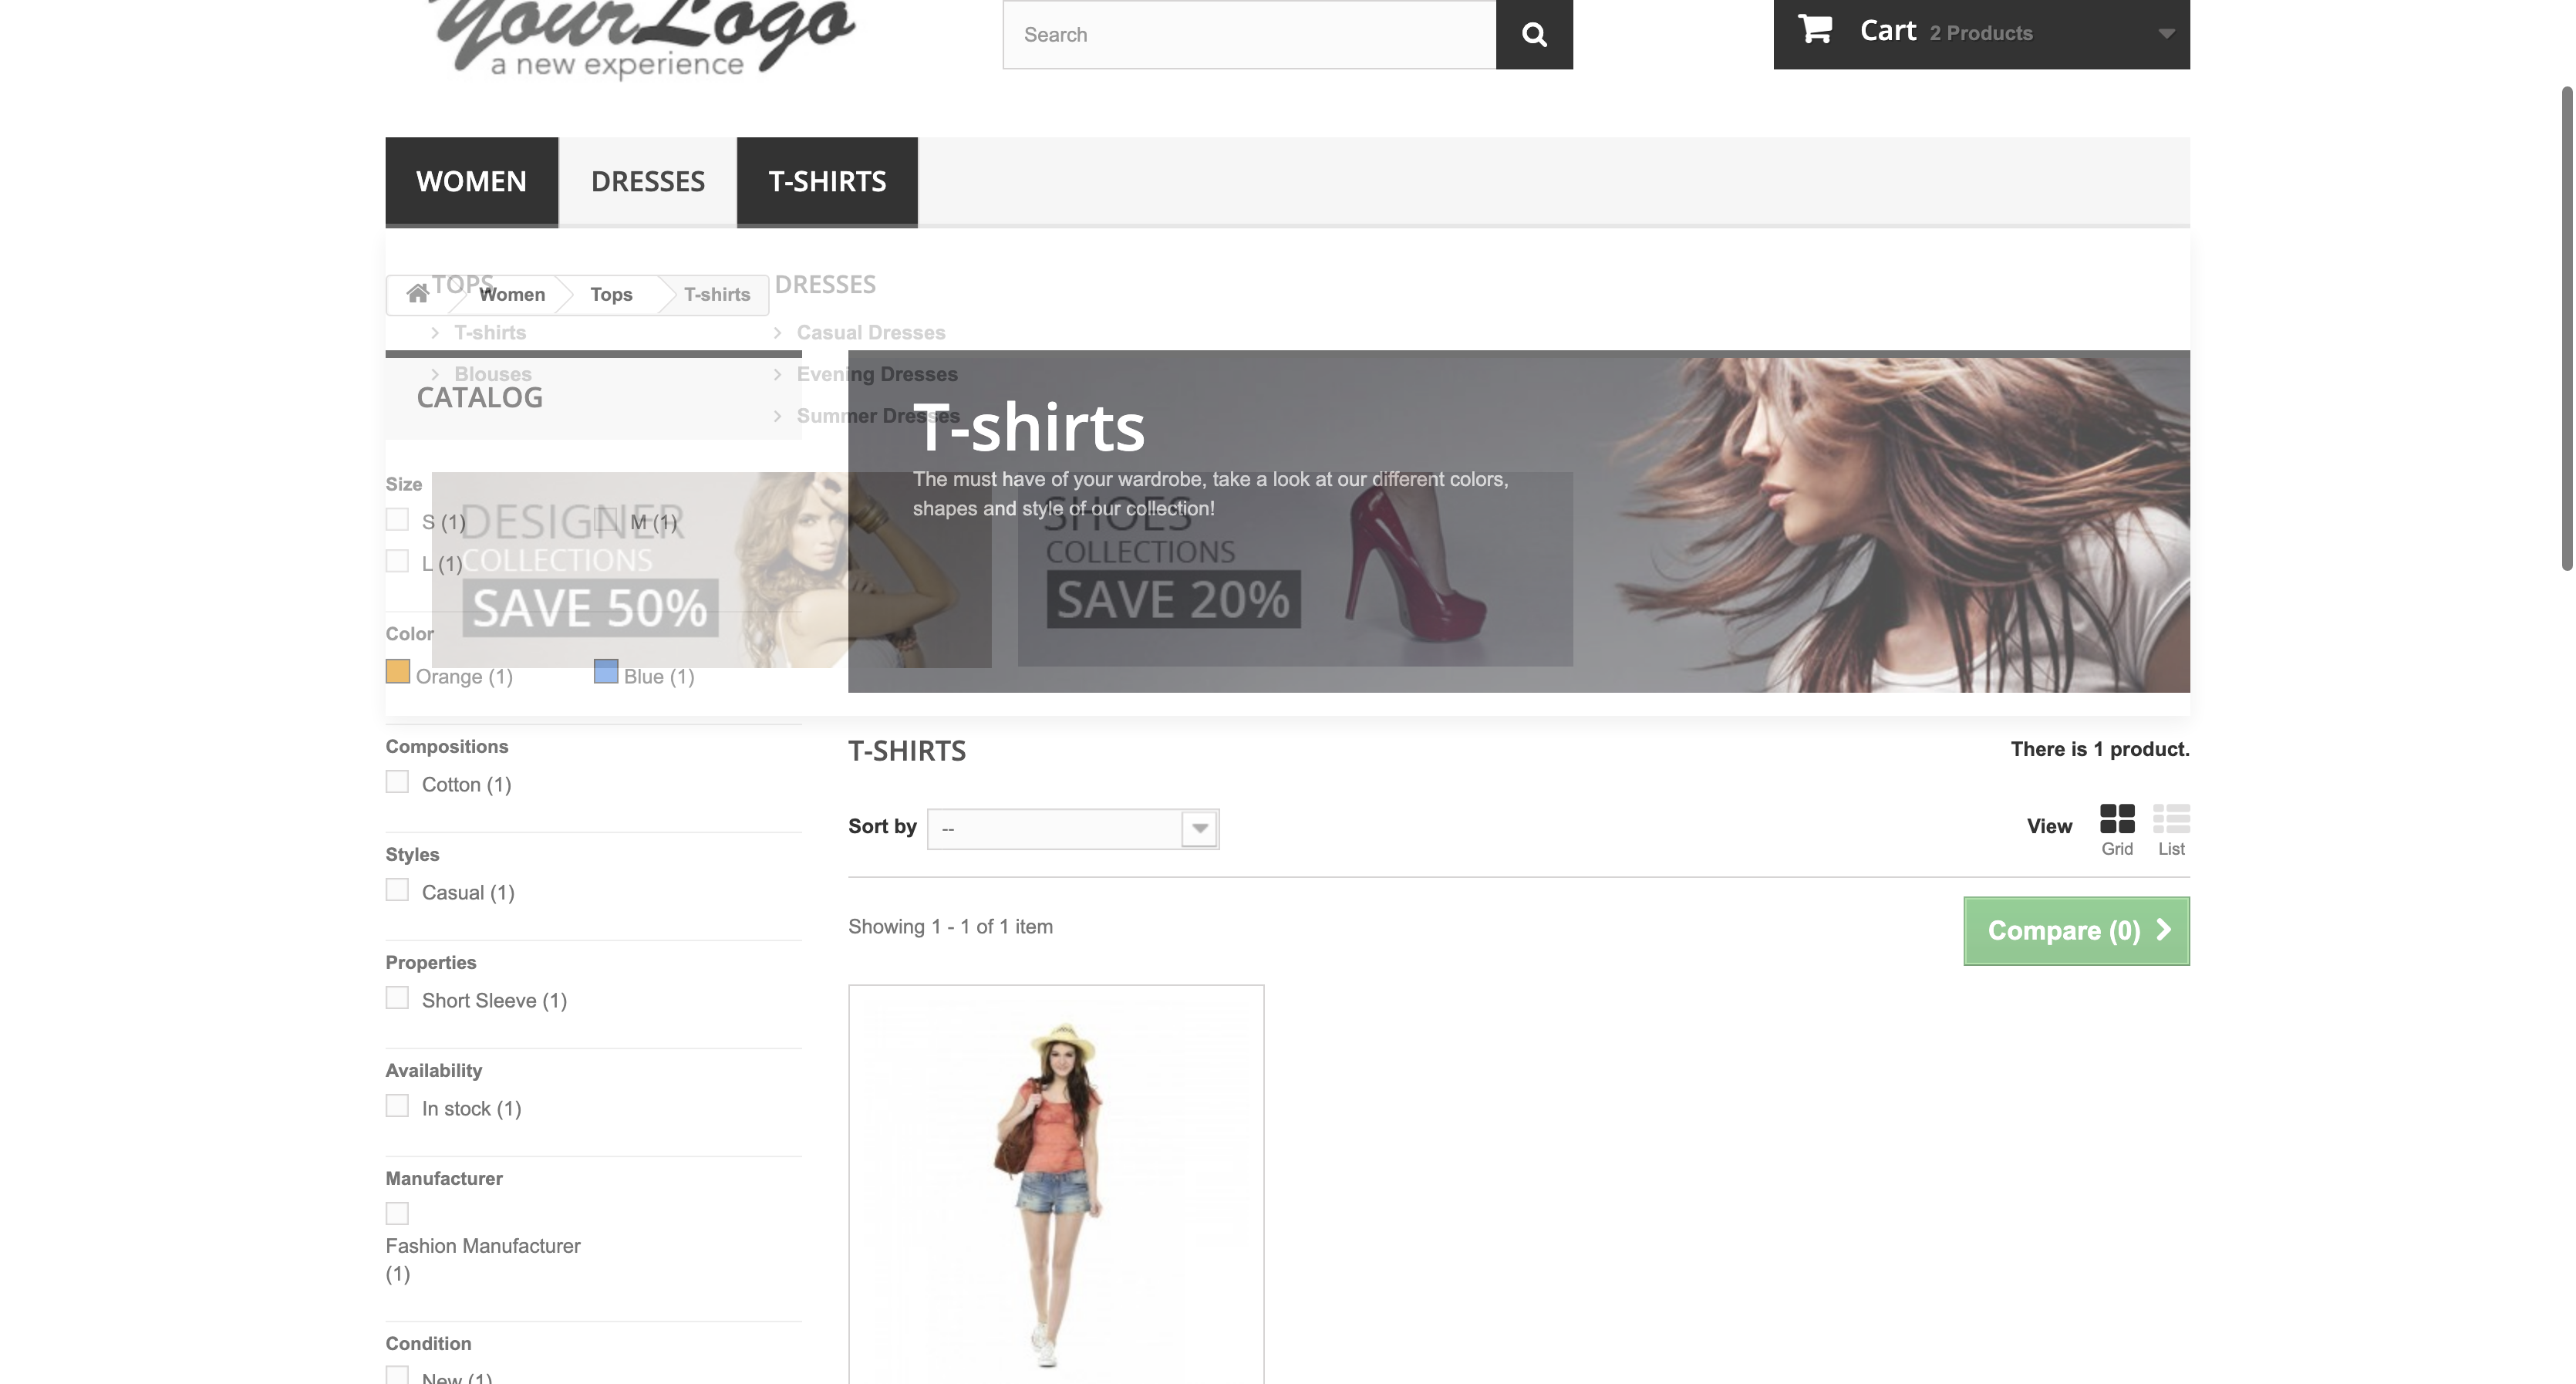 YourLogo
a new experience
Search
Cart 2 Products
WOMEN
DRESSES
T-SHIRTS
TOPS
DRESSES
Women
Tops
T-shirts
T-shirts
Casual Dresses
Blouses
Evening Dresses
Summer Dresses
CATALOG
T-shirts
The must have of your wardrobe, take a look at our different colors,
shapes and style of our collection!
Size
S (1)
M (1)
L (1)
DESIGNER
COLLECTIONS
SAVE 50%
SHOES
COLLECTIONS
SAVE 20%
Color
Orange (1)
Blue (1)
Compositions
Cotton (1)
Styles
Casual (1)
Properties
Short Sleeve (1)
Availability
In stock (1)
Manufacturer
Fashion Manufacturer
(1)
Condition
New (1)
T-SHIRTS
There is 1 product.
Sort by --
View
Grid
List
Showing 1 - 1 of 1 item
Compare (0)